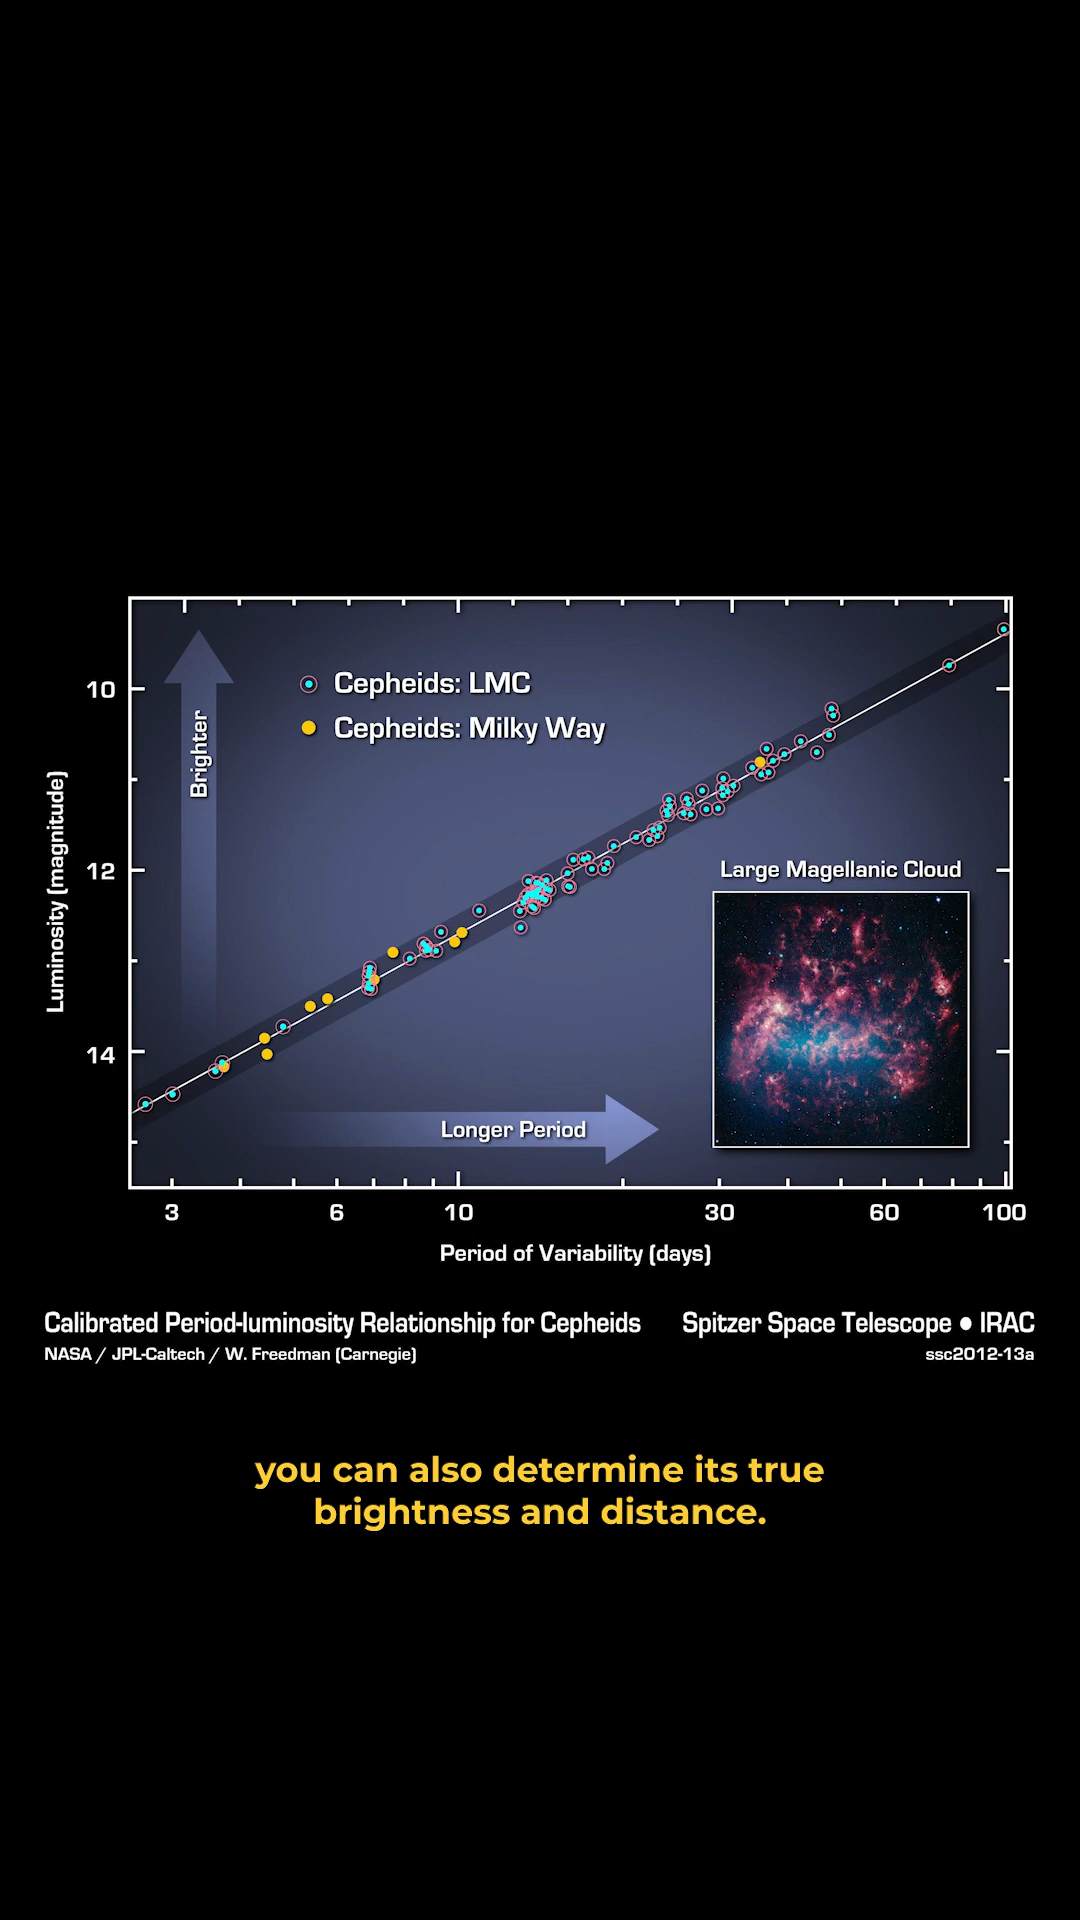 Cepheids: LMC
Cepheids: Milky Way
Brighter
10
12
14
Luminosity (magnitude)
Large Magellanic Cloud
Longer Period
3 6 10 30 60 100
Period of Variability (days)
Calibrated Period-luminosity Relationship for Cepheids
NASA / JPL-Caltech / W. Freedman (Carnegie)
Spitzer Space Telescope • IRAC
ssc2012-13a
you can also determine its true
brightness and distance.